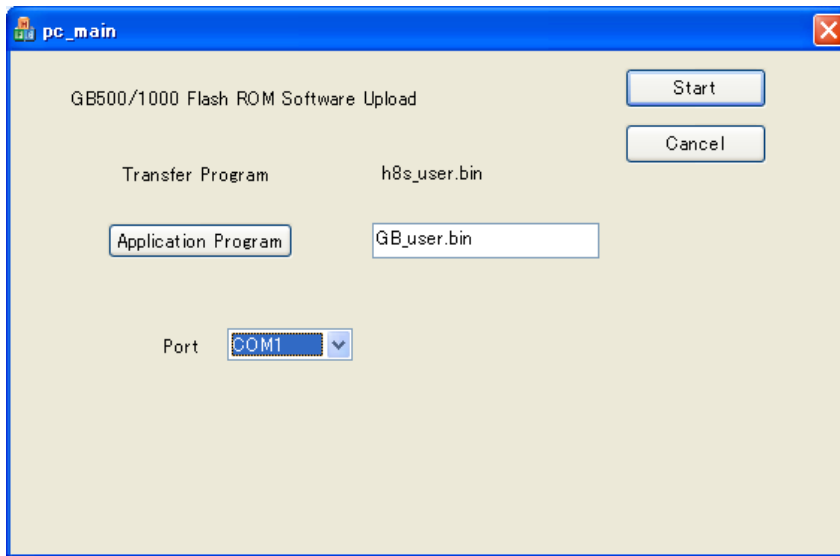 pc_main
GB500/1000 Flash ROM Software Upload
Start
Cancel
Transfer Program h8s_user.bin
Application Program GB_user.bin
Port COM1